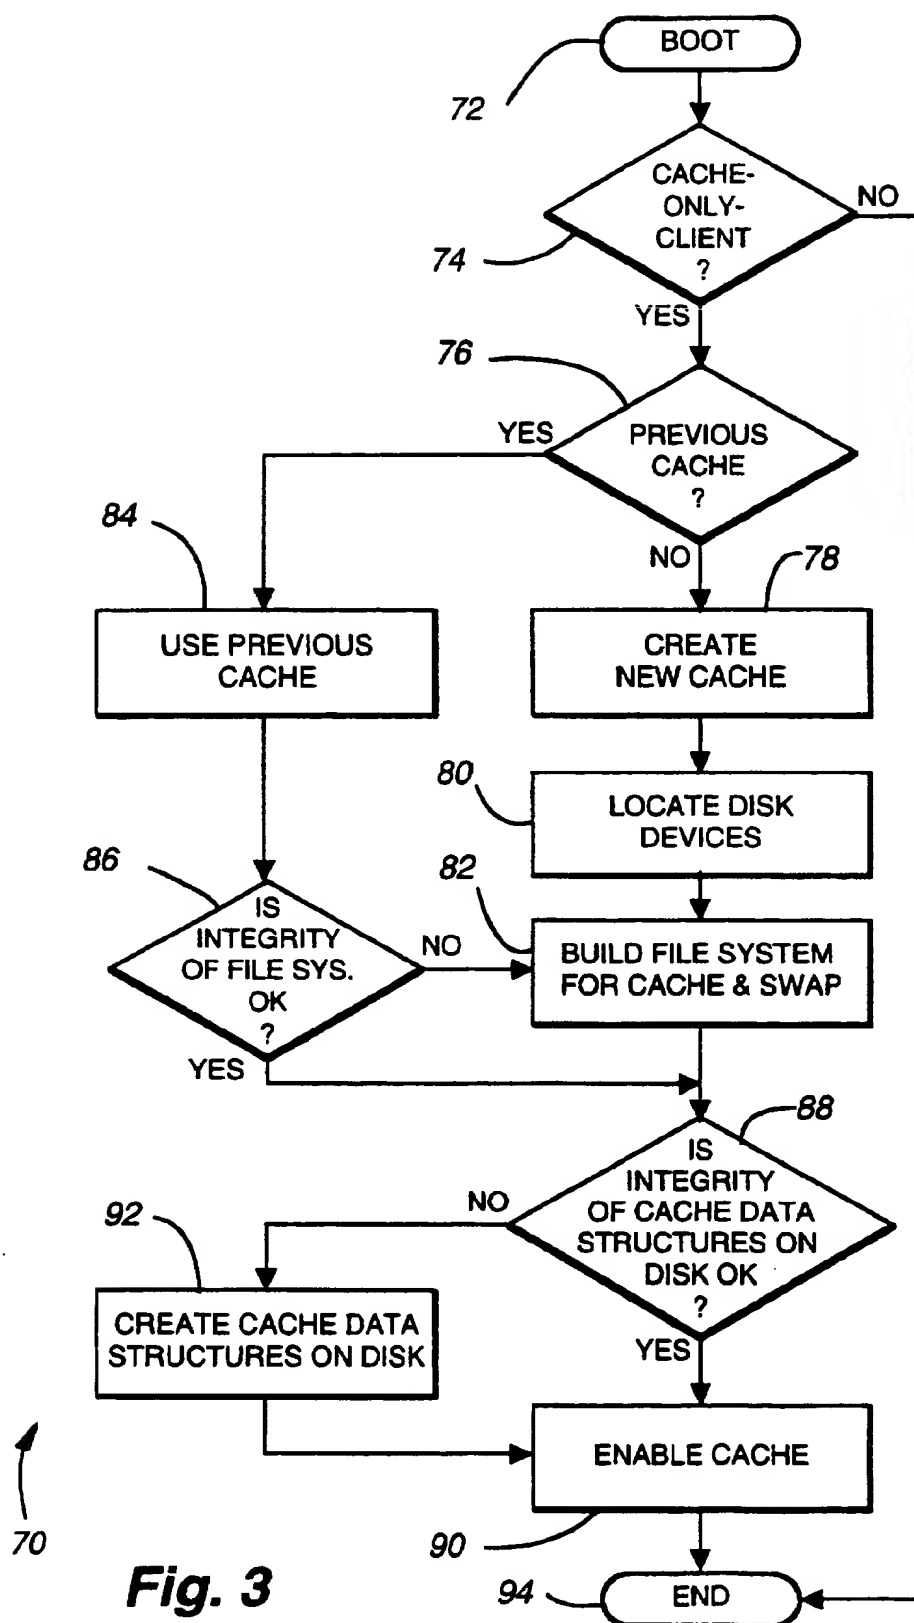 BOOT
72
CACHE-
ONLY-
CLIENT
?
NO
74
YES
76
YES
PREVIOUS
CACHE
?
NO
84
78
USE PREVIOUS
CACHE
CREATE
NEW CACHE
80
LOCATE DISK
DEVICES
86
82
IS
INTEGRITY
OF FILE SYS.
OK
?
NO
BUILD FILE SYSTEM
FOR CACHE & SWAP
YES
88
IS
INTEGRITY
OF CACHE DATA
STRUCTURES ON
DISK OK
?
NO
92
YES
CREATE CACHE DATA
STRUCTURES ON DISK
ENABLE CACHE
70
90
Fig. 3
94
END